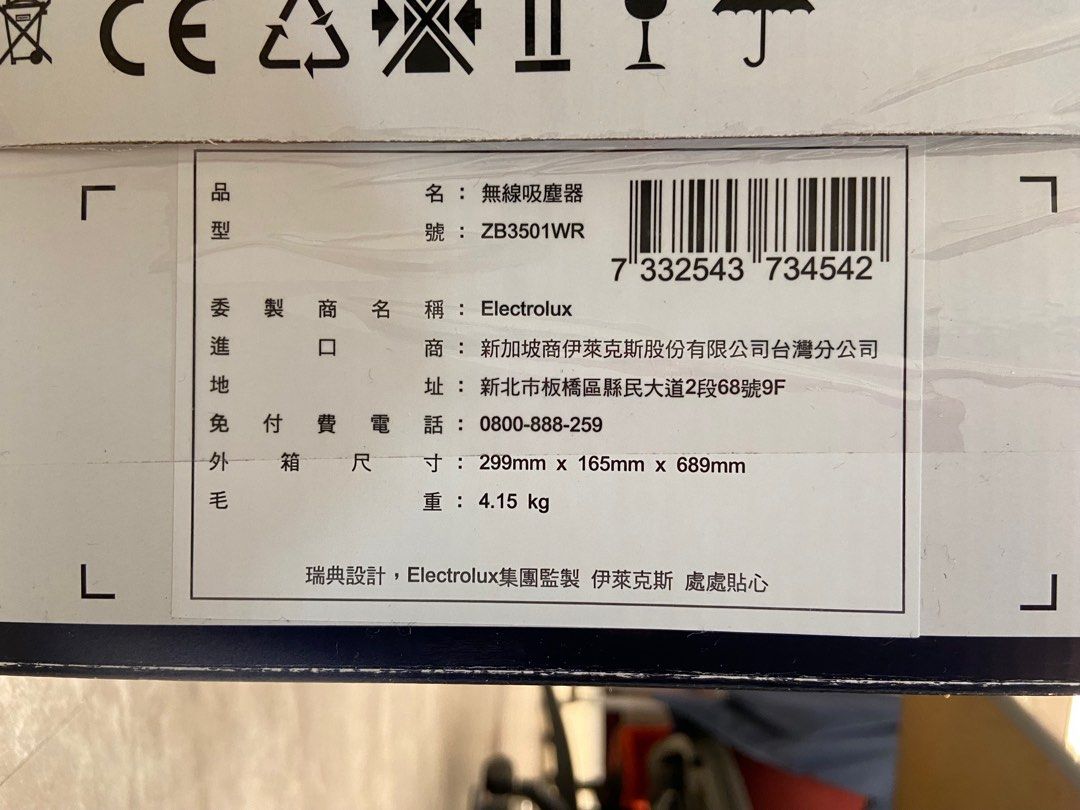 CE
品名：無線吸塵器
型號：ZB3501WR
7 332543 734542
委製商名稱：Electrolux
進口商：新加坡商伊萊克斯股份有限公司台灣分公司
地址：新北市板橋區縣民大道2段68號9F
免付費電話：0800-888-259
外箱尺寸：299mm x 165mm x 689mm
毛重：4.15 kg
瑞典設計，Electrolux集團監製 伊萊克斯 處處貼心